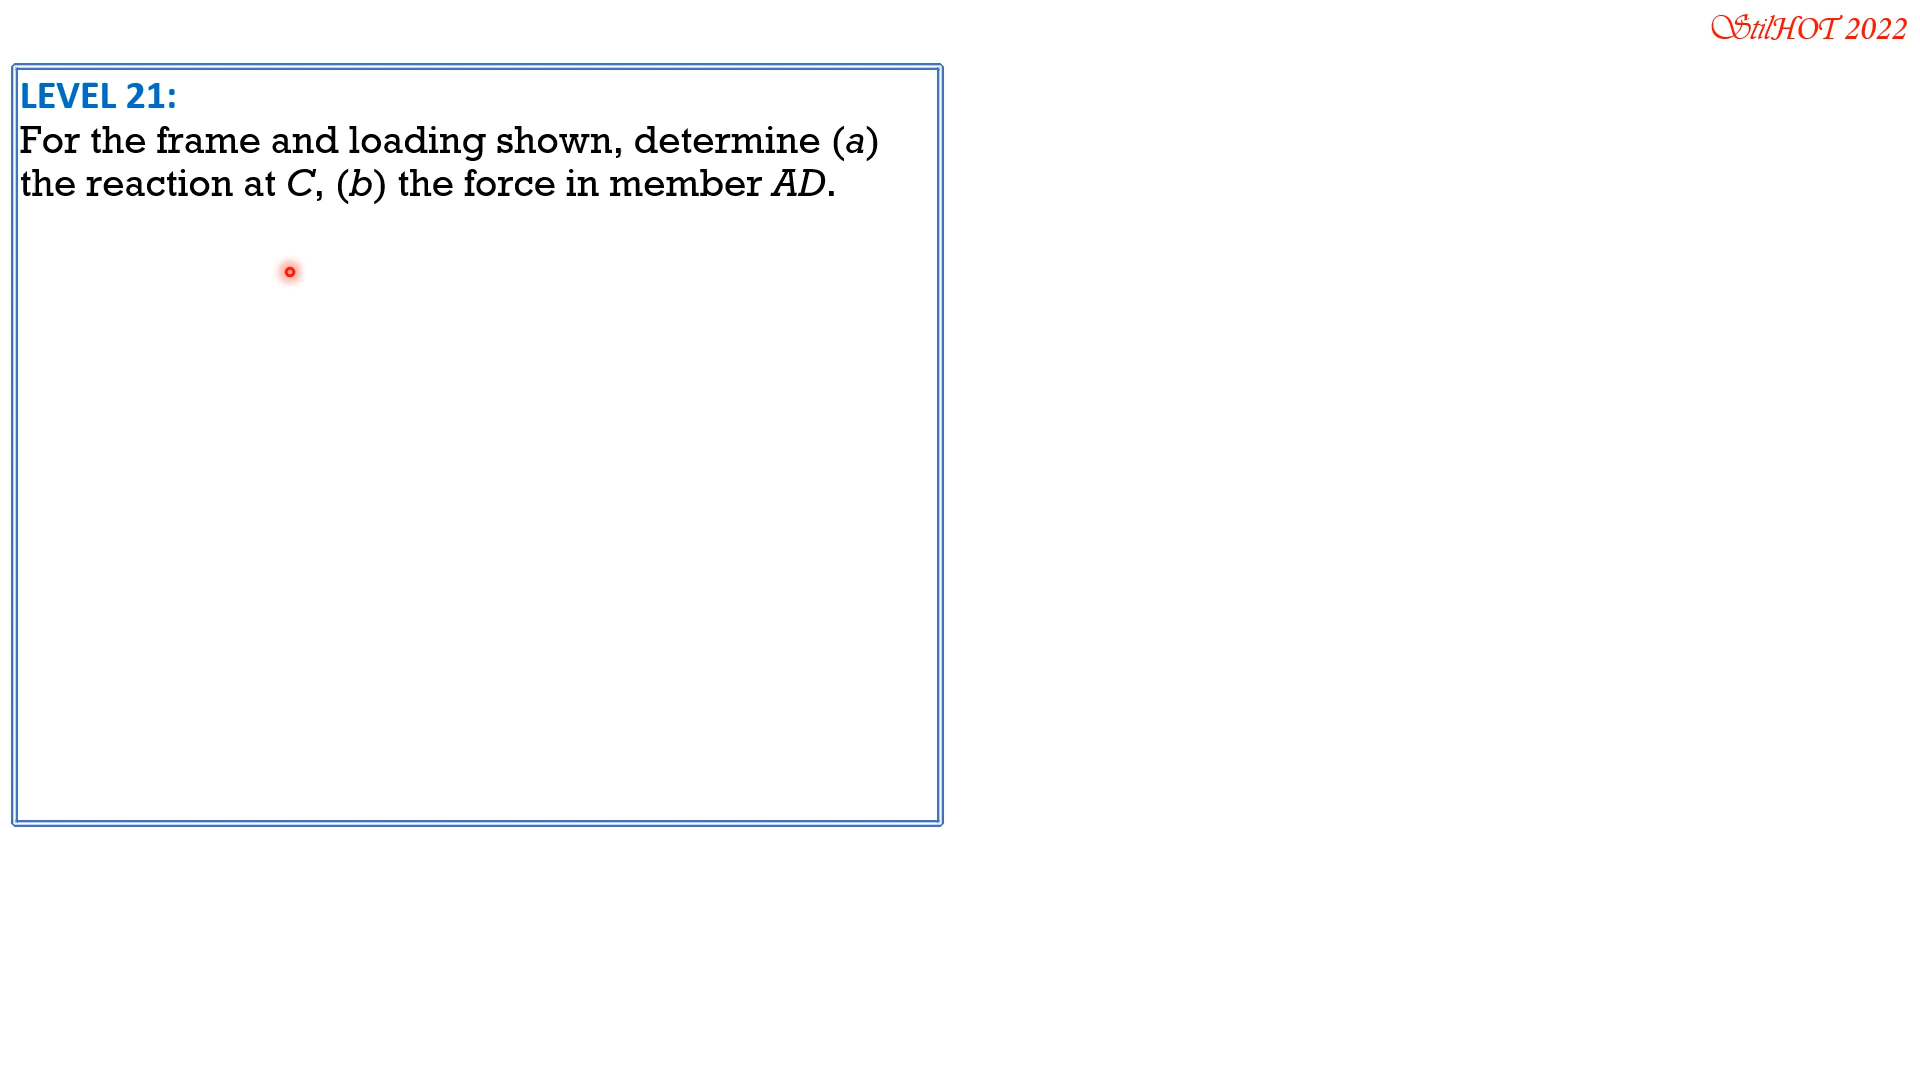 StilHOT 2022
LEVEL 21:
For the frame and loading shown, determine (a)
the reaction at C, (b) the force in member AD.